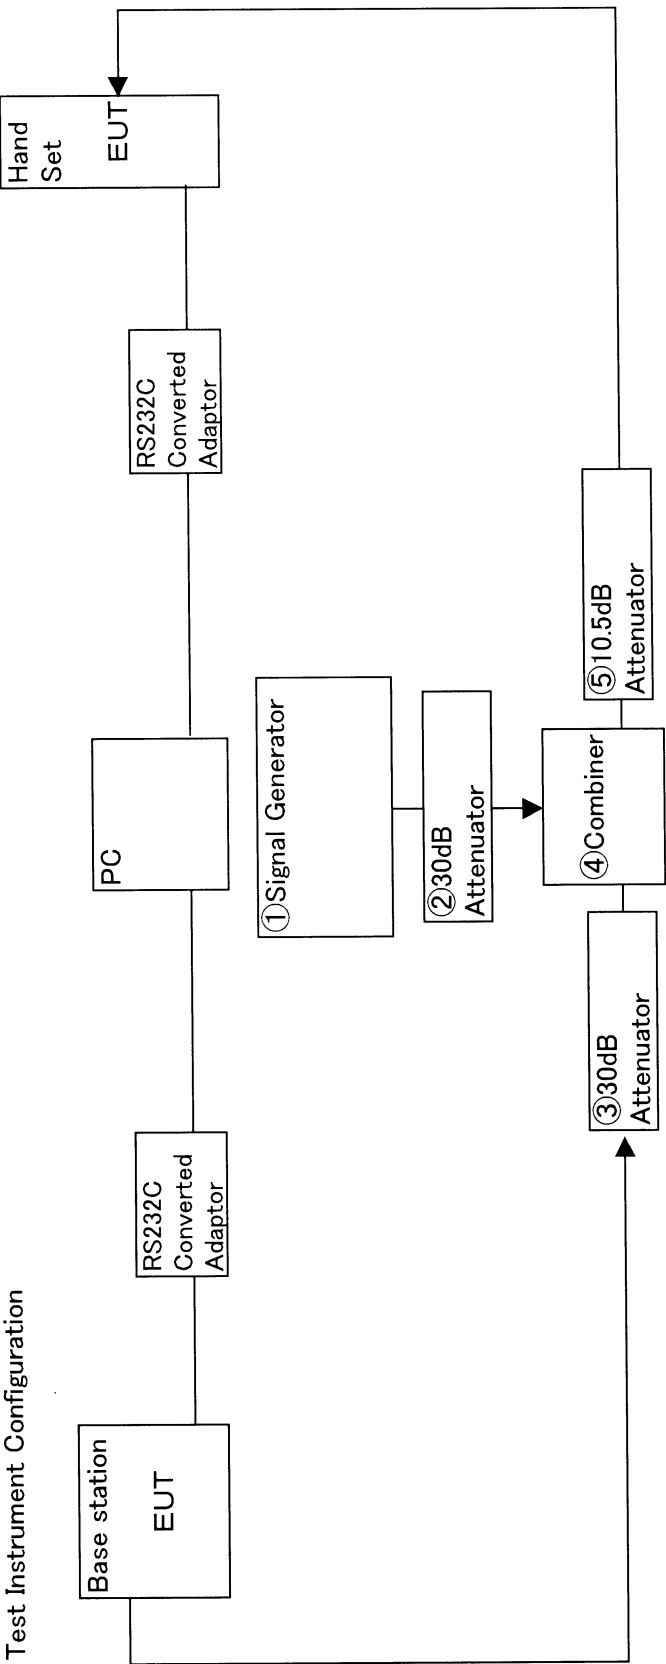 Test Instrument Configuration
Base station
EUT
RS232C
Converted
Adaptor
PC
RS232C
Converted
Adaptor
Hand
Set
EUT
①Signal Generator
②30dB
Attenuator
③30dB
Attenuator
④Combiner
⑤10.5dB
Attenuator